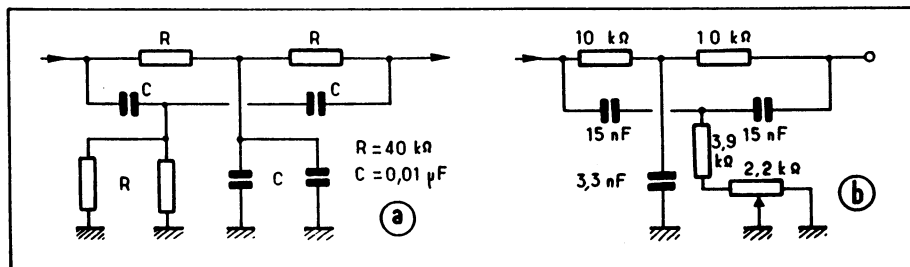 R
R
C
C
R
C
R = 40 kΩ
C = 0,01 µF
a
10 kΩ
10 kΩ
15 nF
15 nF
3,9
kΩ
2,2 kΩ
3,3 nF
b